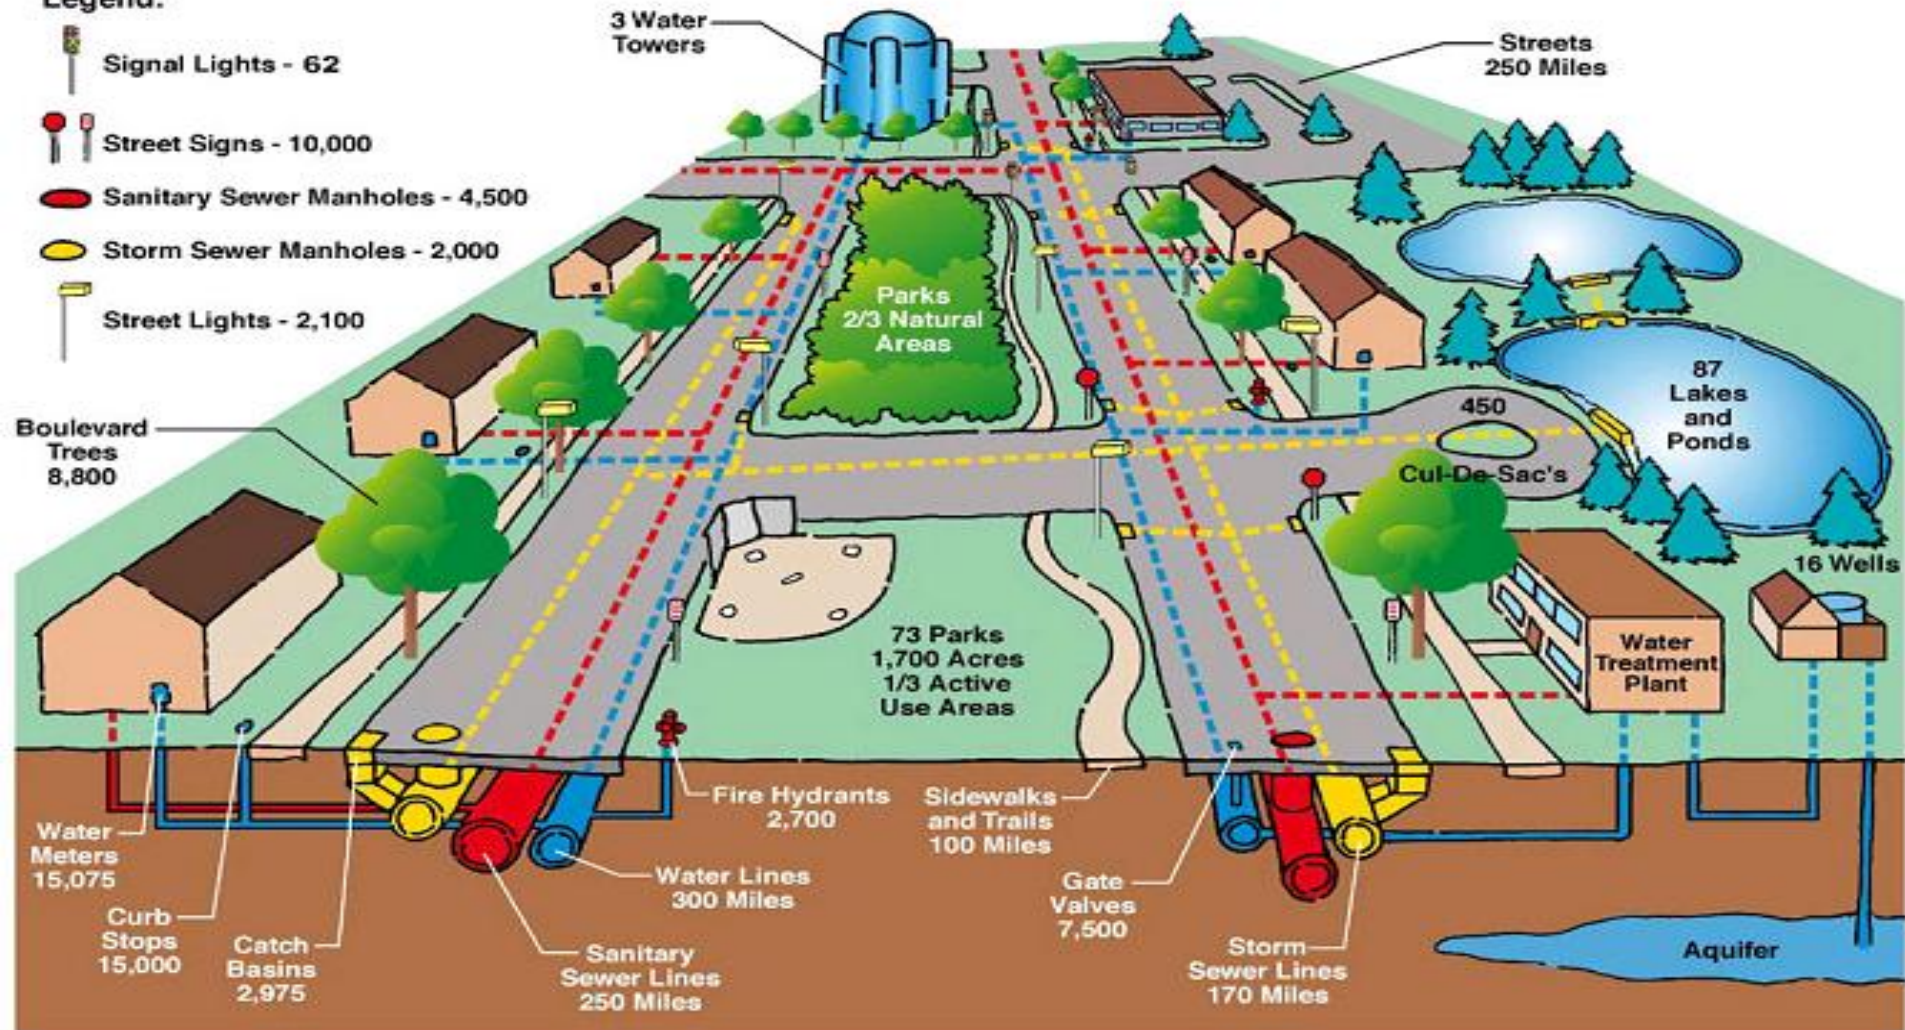 Legend:
Signal Lights - 62
Street Signs - 10,000
Sanitary Sewer Manholes - 4,500
Storm Sewer Manholes - 2,000
Street Lights - 2,100
3 Water
Towers
Streets
250 Miles
Boulevard
Trees
8,800
Parks
2/3 Natural
Areas
87
Lakes
and
Ponds
450
Cul-De-Sac's
16 Wells
73 Parks
1,700 Acres
1/3 Active
Use Areas
Water
Treatment
Plant
Water
Meters
15,075
Curb
Stops
15,000
Catch
Basins
2,975
Fire Hydrants
2,700
Water Lines
300 Miles
Sanitary
Sewer Lines
250 Miles
Sidewalks
and Trails
100 Miles
Gate
Valves
7,500
Storm
Sewer Lines
170 Miles
Aquifer